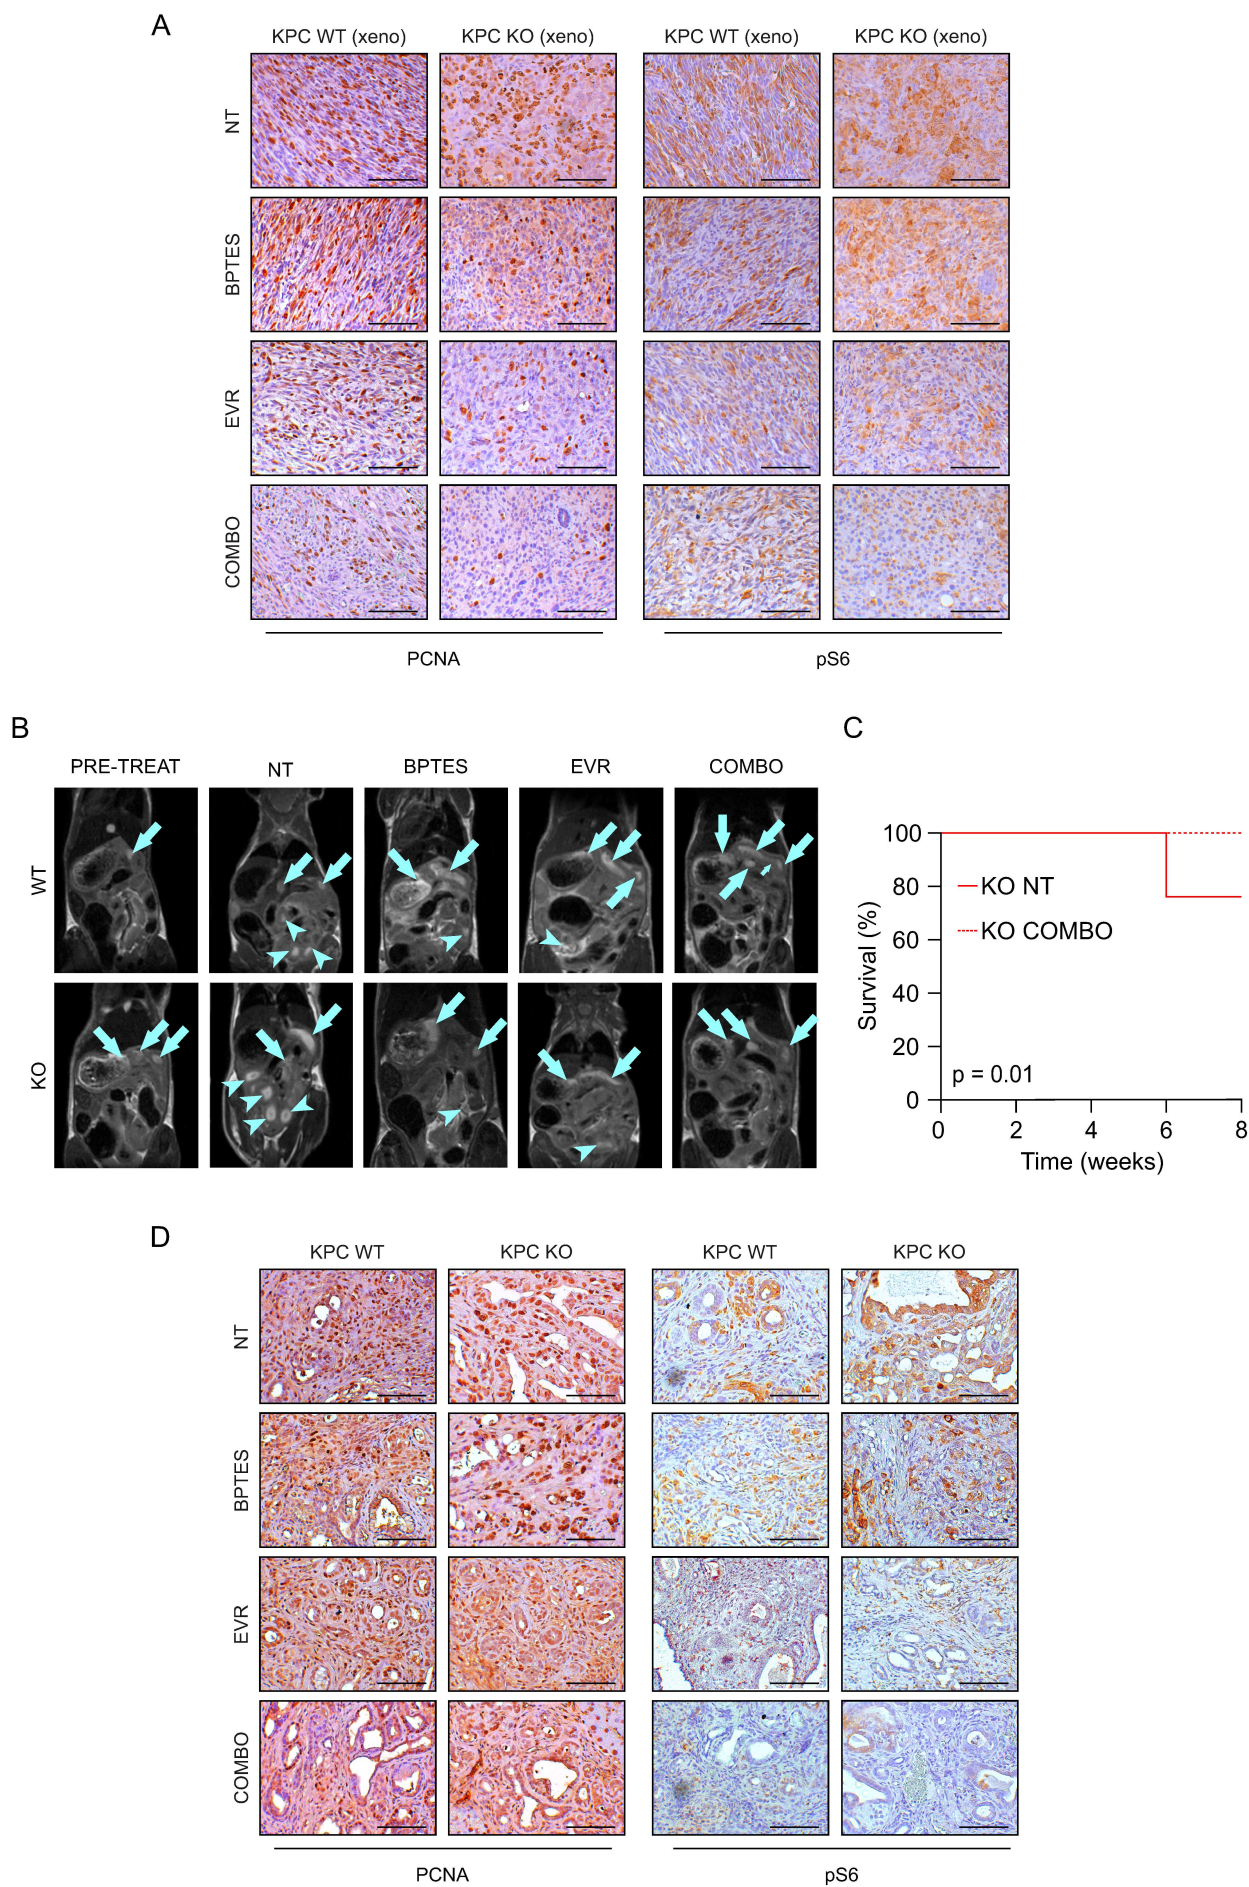 A
KPC WT (xeno) KPC KO (xeno) KPC WT (xeno) KPC KO (xeno)
NT
BPTES
EVR
COMBO
PCNA pS6
B
PRE-TREAT NT BPTES EVR COMBO
WT
KO
C
100
80
60
40
20
0
Survival (%)
KO NT
KO COMBO
p = 0.01
0 2 4 6 8
Time (weeks)
D
KPC WT KPC KO KPC WT KPC KO
NT
BPTES
EVR
COMBO
PCNA pS6